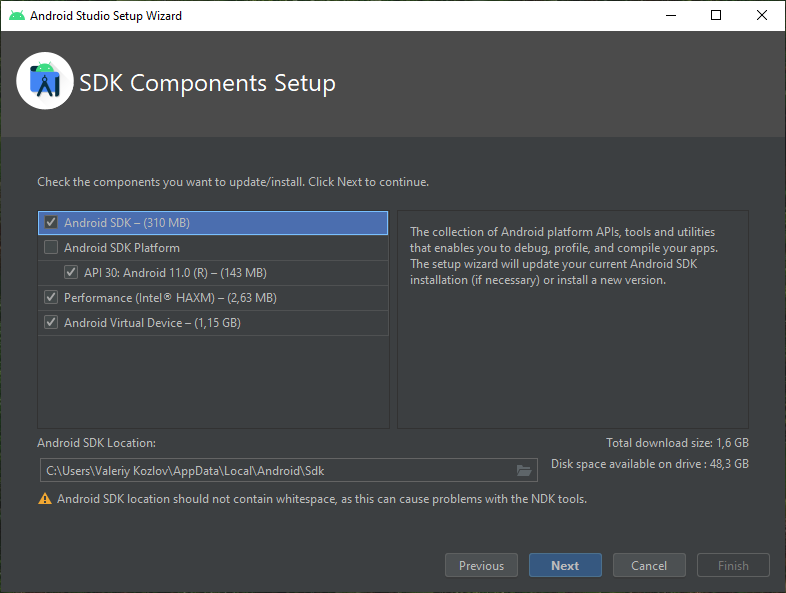 Android Studio Setup Wizard
SDK Components Setup
Check the components you want to update/install. Click Next to continue.
Android SDK – (310 MB)
Android SDK Platform
API 30: Android 11.0 (R) – (143 MB)
Performance (Intel® HAXM) – (2,63 MB)
Android Virtual Device – (1,15 GB)
The collection of Android platform APIs, tools and utilities
that enables you to debug, profile, and compile your apps.
The setup wizard will update your current Android SDK
installation (if necessary) or install a new version.
Android SDK Location:
Total download size: 1,6 GB
C:\Users\Valeriy Kozlov\AppData\Local\Android\Sdk
Disk space available on drive : 48,3 GB
Android SDK location should not contain whitespace, as this can cause problems with the NDK tools.
Previous
Next
Cancel
Finish